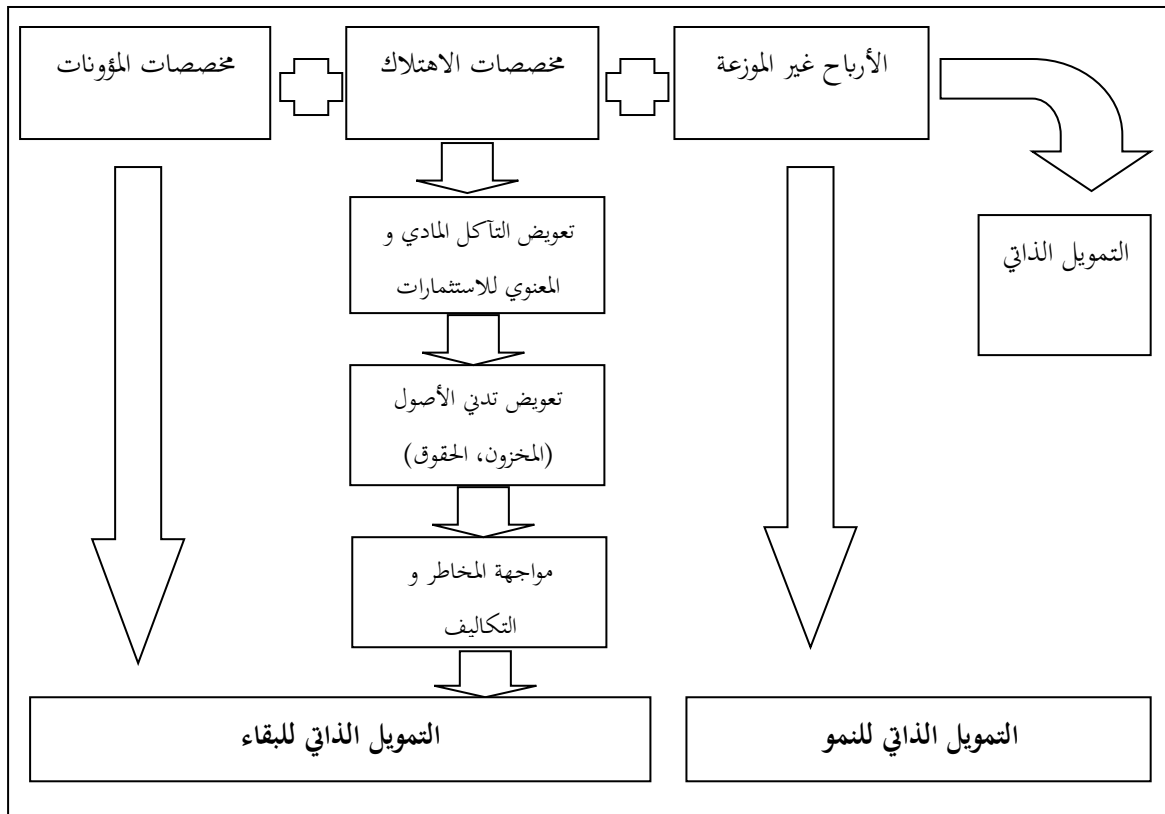 الأرباح غير الموزعة
مخصصات الاهتلاك
مخصصات المؤونات
التمويل الذاتي
تعويض التآكل المادي و
المعنوي للاستثمارات
تعويض تدني الأصول
(المخزون، الحقوق)
مواجهة المخاطر و
التكاليف
التمويل الذاتي للنمو
التمويل الذاتي للبقاء